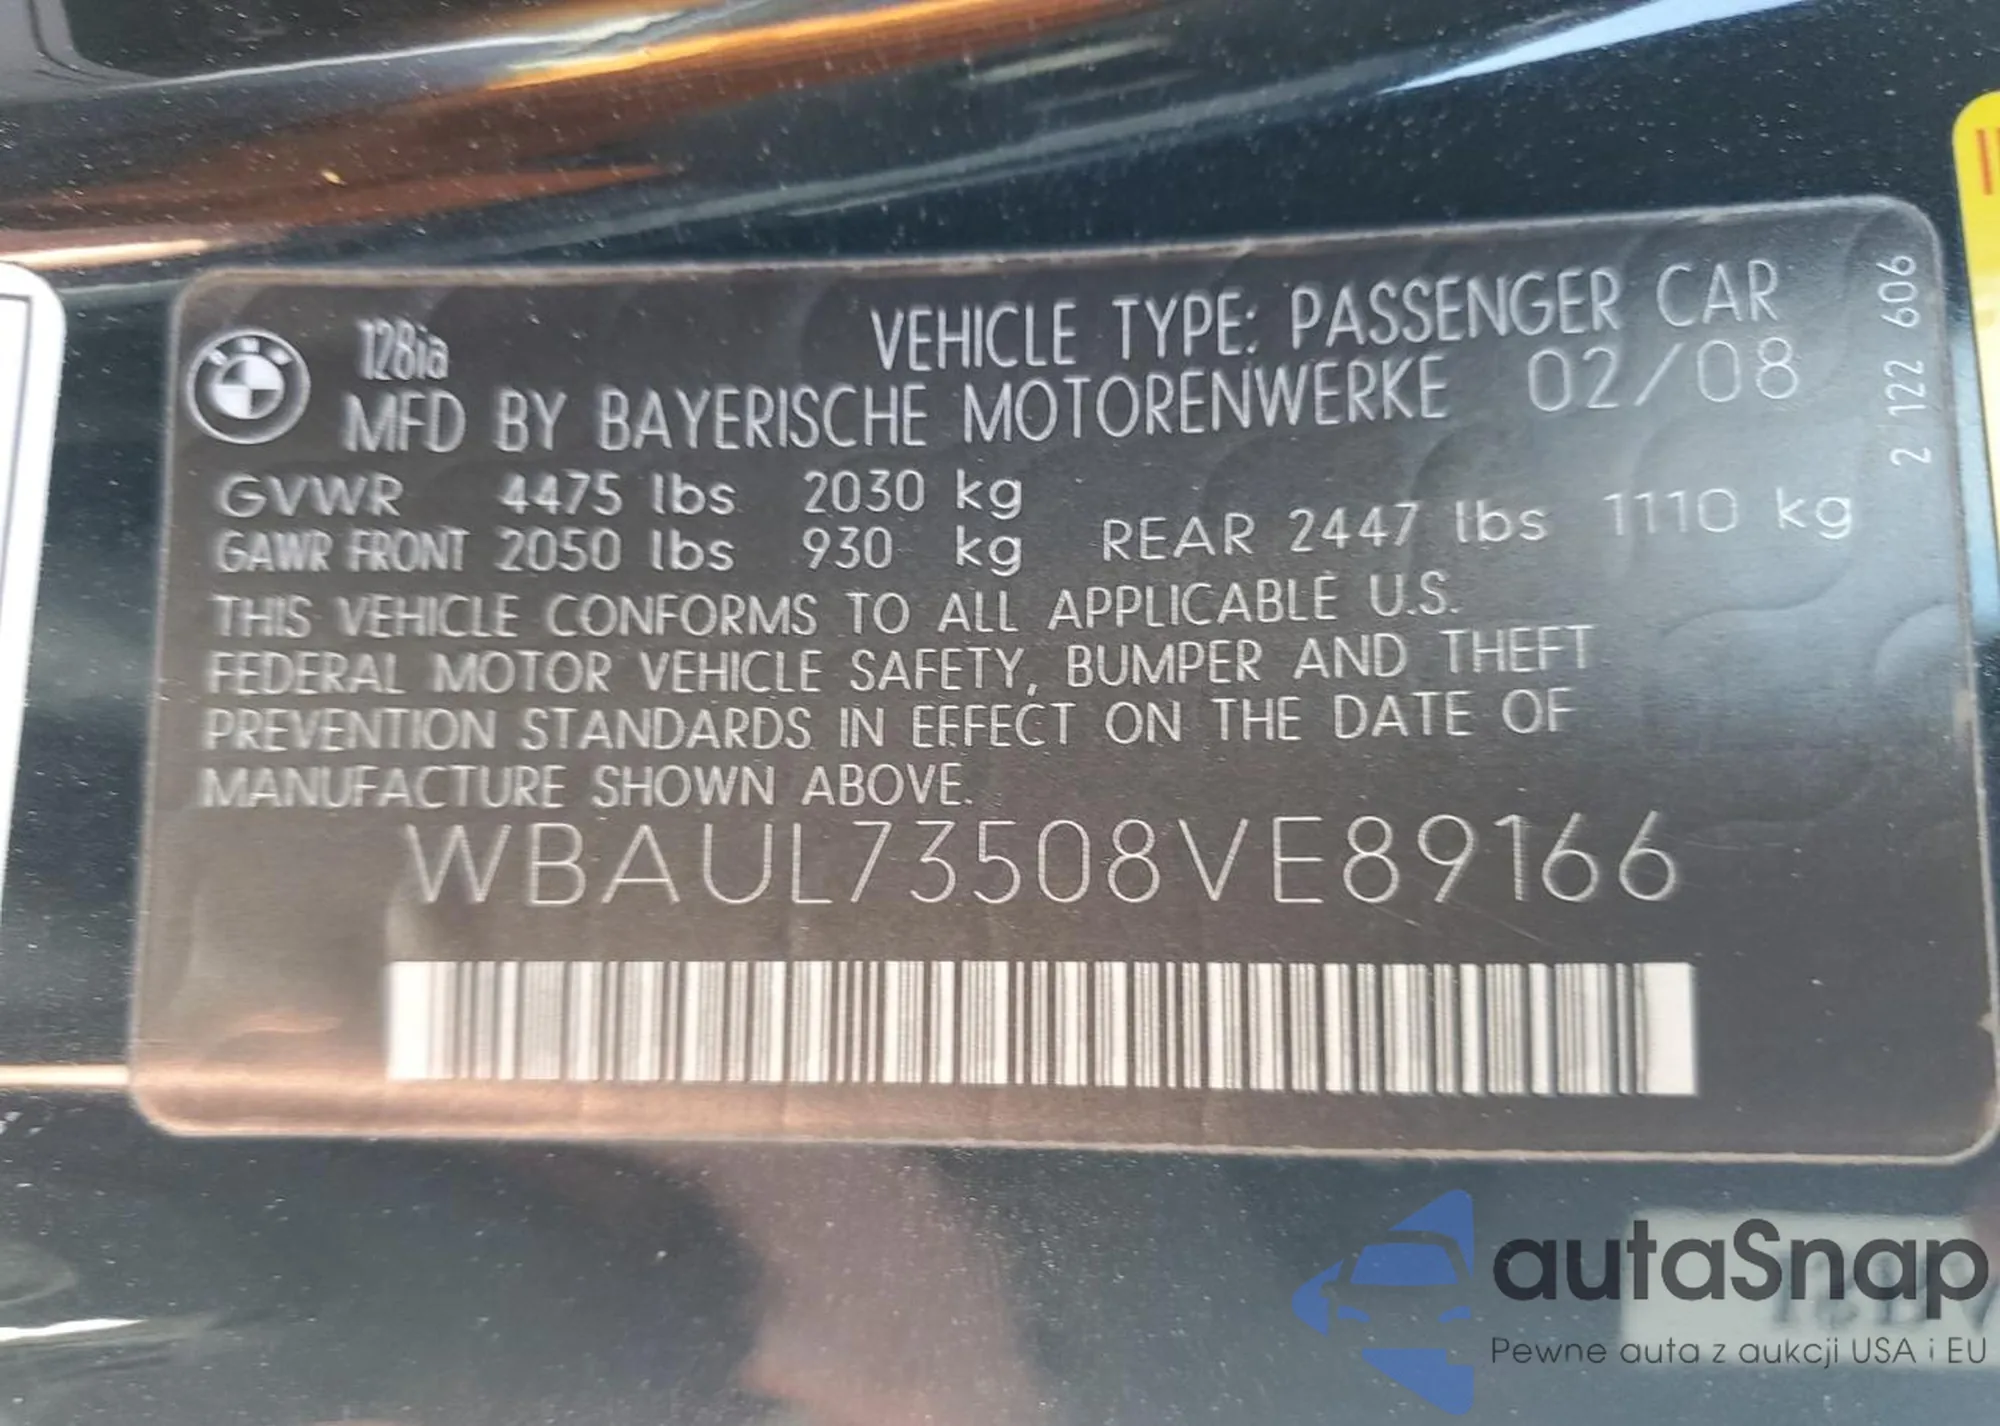 128ia
VEHICLE TYPE: PASSENGER CAR
MFD BY BAYERISCHE MOTORENWERKE 02/08
GVWR 4475 lbs 2030 kg
GAWR FRONT 2050 lbs 930 kg REAR 2447 lbs 1110 kg
THIS VEHICLE CONFORMS TO ALL APPLICABLE U.S.
FEDERAL MOTOR VEHICLE SAFETY, BUMPER AND THEFT
PREVENTION STANDARDS IN EFFECT ON THE DATE OF
MANUFACTURE SHOWN ABOVE.
WBAUL73508VE89166
2 122 606
autaSnap
Pewne auta z aukcji USA i EU